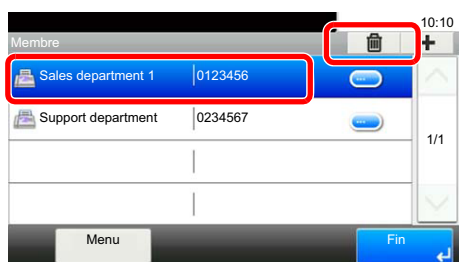 10:10
Membre
Sales department 1 0123456
Support department 0234567
1/1
Menu Fin